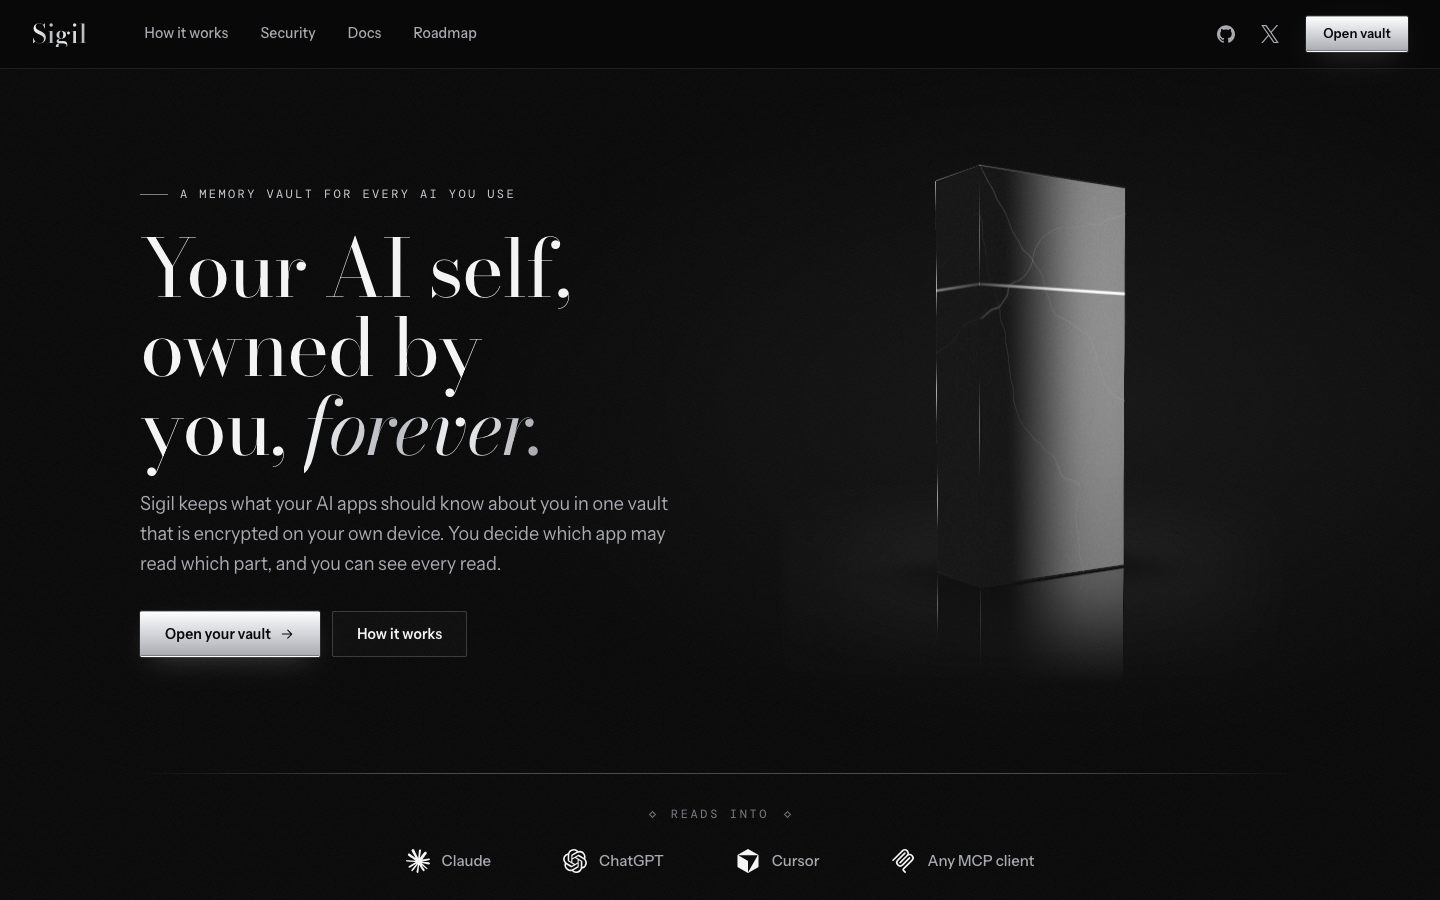 Sigil
How it works
Security
Docs
Roadmap
Open vault
A MEMORY VAULT FOR EVERY AI YOU USE
Your AI self,
owned by
you, forever.
Sigil keeps what your AI apps should know about you in one vault
that is encrypted on your own device. You decide which app may
read which part, and you can see every read.
Open your vault →
How it works
READS INTO
Claude
ChatGPT
Cursor
Any MCP client